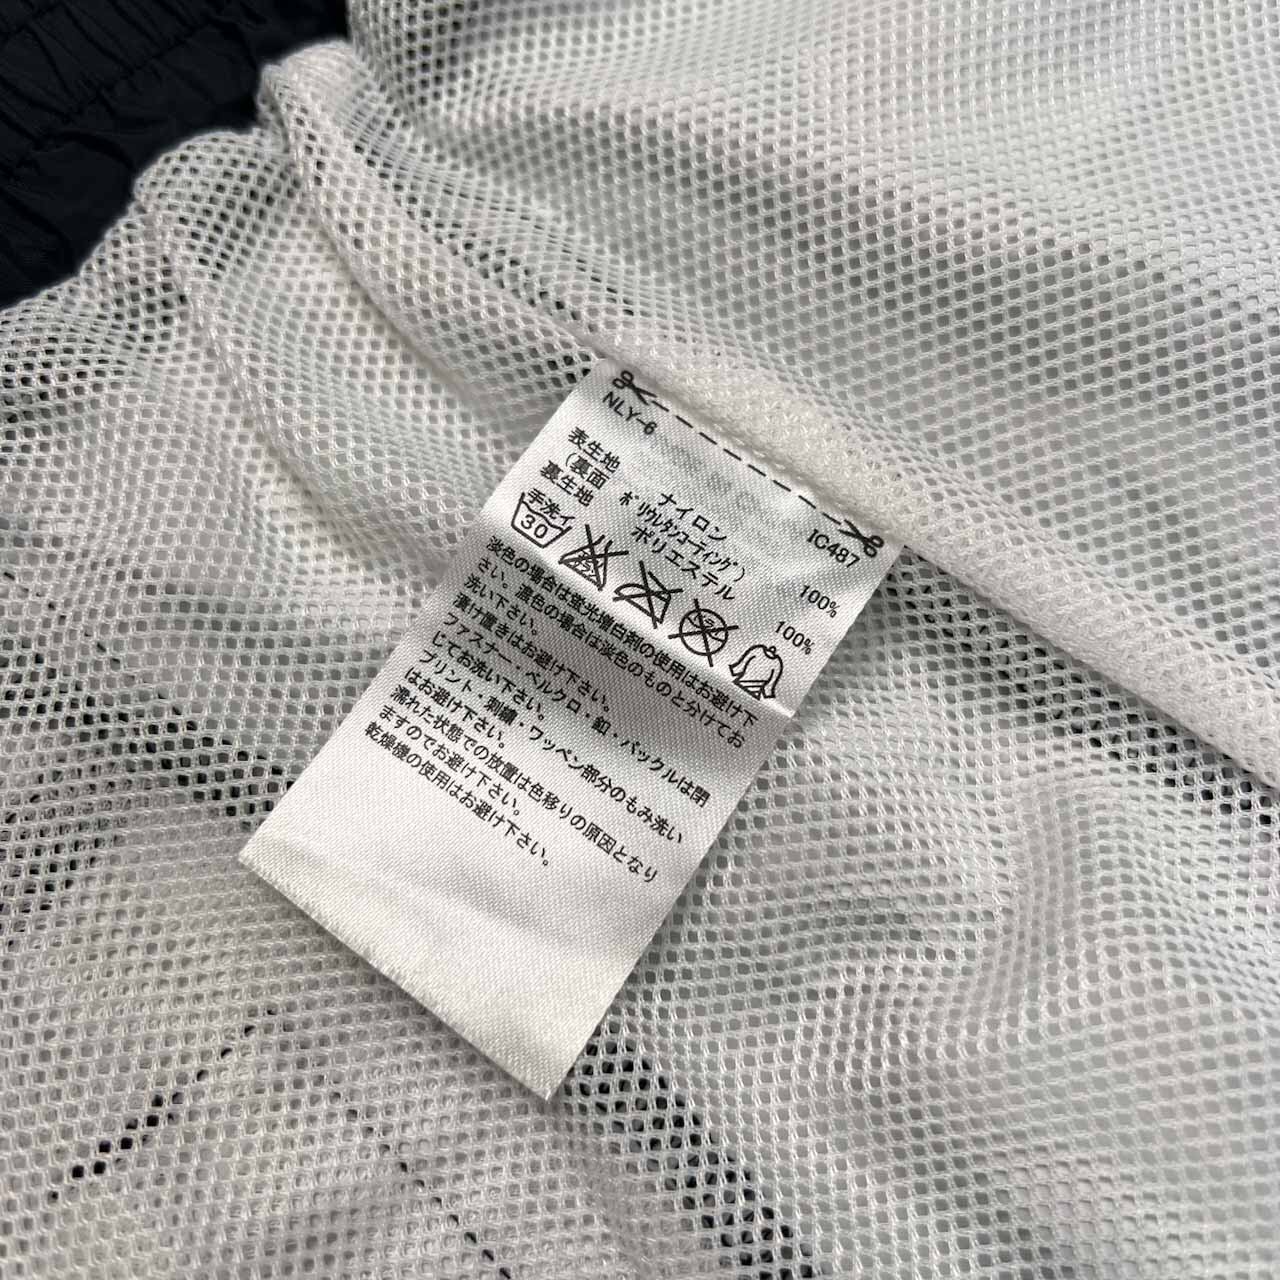 NLY-6
IC487
表生地 ナイロン 100%
(裏面 ポリウレタンコーティング)
裏生地 ポリエステル 100%
手洗イ
30
淡色の場合は蛍光増白剤の使用はお避け下
さい。濃色の場合は淡色のものと分けてお
洗い下さい。
漬け置きはお避け下さい。
ファスナー・ベルクロ・釦・バックルは閉
じてお洗い下さい。
プリント・刺繍・ワッペン部分のもみ洗い
はお避け下さい。
濡れた状態での放置は色移りの原因となり
ますのでお避け下さい。
乾燥機の使用はお避け下さい。